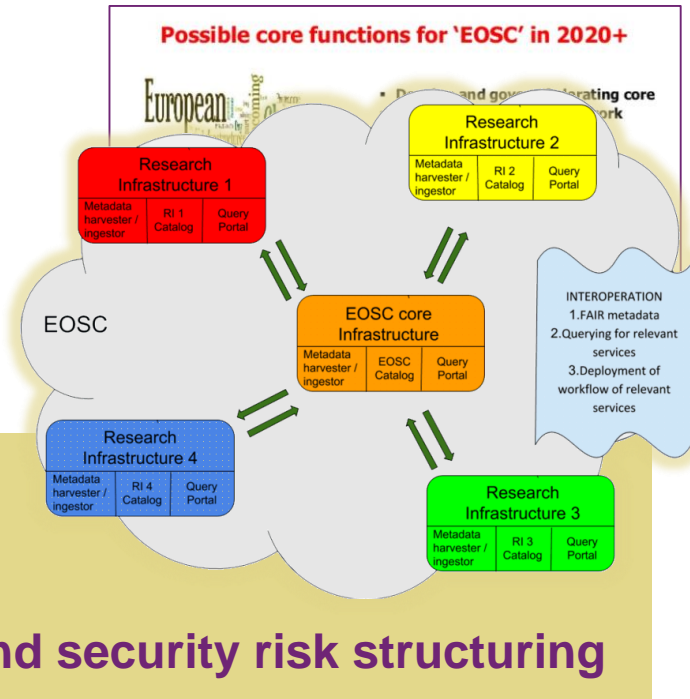 Possible core functions for ‘EOSC’ in 2020+
European
coming
core
Research
Infrastructure 1
Metadata
harvester /
ingestor
RI 1
Catalog
Query
Portal
Research
Infrastructure 2
Metadata
harvester /
ingestor
RI 2
Catalog
Query
Portal
EOSC
EOSC core
Infrastructure
Metadata
harvester /
ingestor
EOSC
Catalog
Query
Portal
INTEROPERATION
1.FAIR metadata
2.Querying for relevant
services
3.Deployment of
workflow of relevant
services
Research
Infrastructure 4
Metadata
harvester /
ingestor
RI 4
Catalog
Query
Portal
Research
Infrastructure 3
Metadata
harvester /
ingestor
RI 3
Catalog
Query
Portal
nd security risk structuring